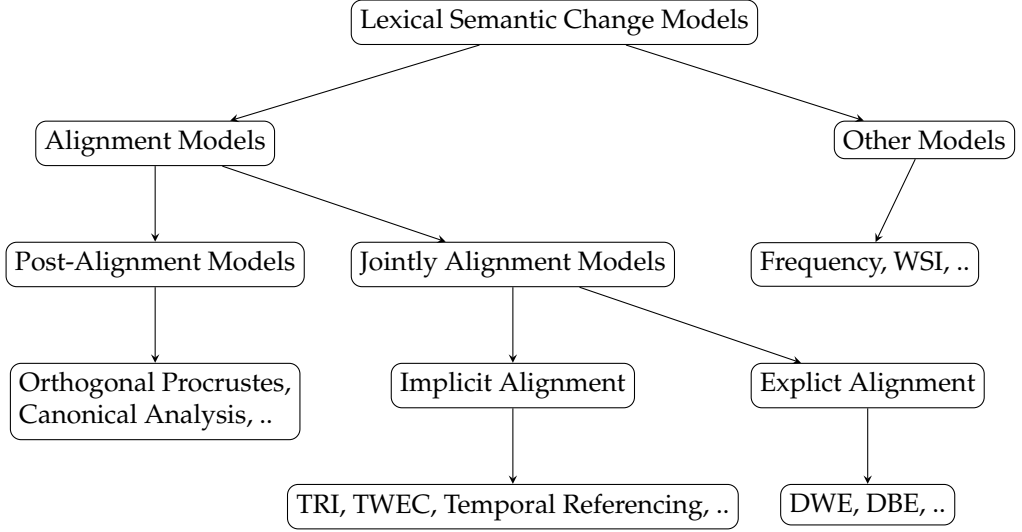 Lexical Semantic Change Models
Alignment Models
Other Models
Post-Alignment Models
Jointly Alignment Models
Frequency, WSI, ..
Orthogonal Procrustes,
Canonical Analysis, ..
Implicit Alignment
Explict Alignment
TRI, TWEC, Temporal Referencing, ..
DWE, DBE, ..